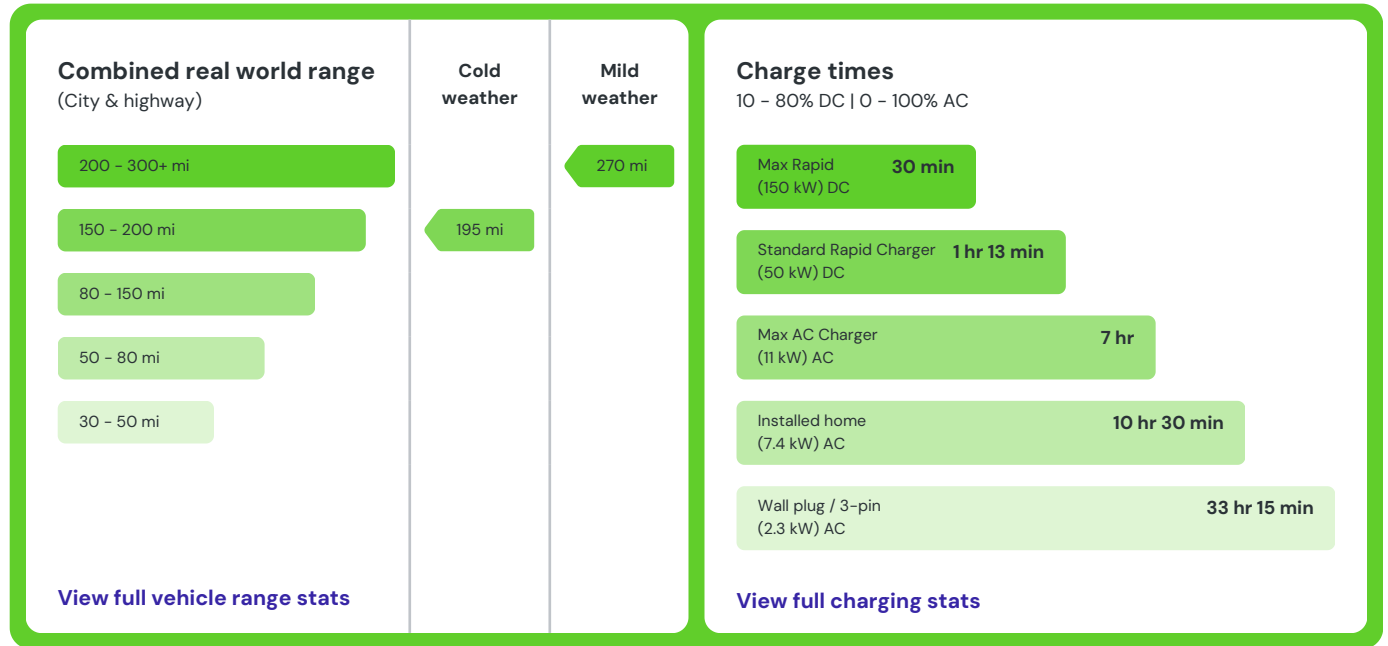 Combined real world range
(City & highway)
Cold
weather
Mild
weather
200 - 300+ mi
270 mi
150 - 200 mi
195 mi
80 - 150 mi
50 - 80 mi
30 - 50 mi
View full vehicle range stats
Charge times
10 - 80% DC | 0 - 100% AC
Max Rapid
(150 kW) DC
30 min
Standard Rapid Charger
(50 kW) DC
1 hr 13 min
Max AC Charger
(11 kW) AC
7 hr
Installed home
(7.4 kW) AC
10 hr 30 min
Wall plug / 3-pin
(2.3 kW) AC
33 hr 15 min
View full charging stats